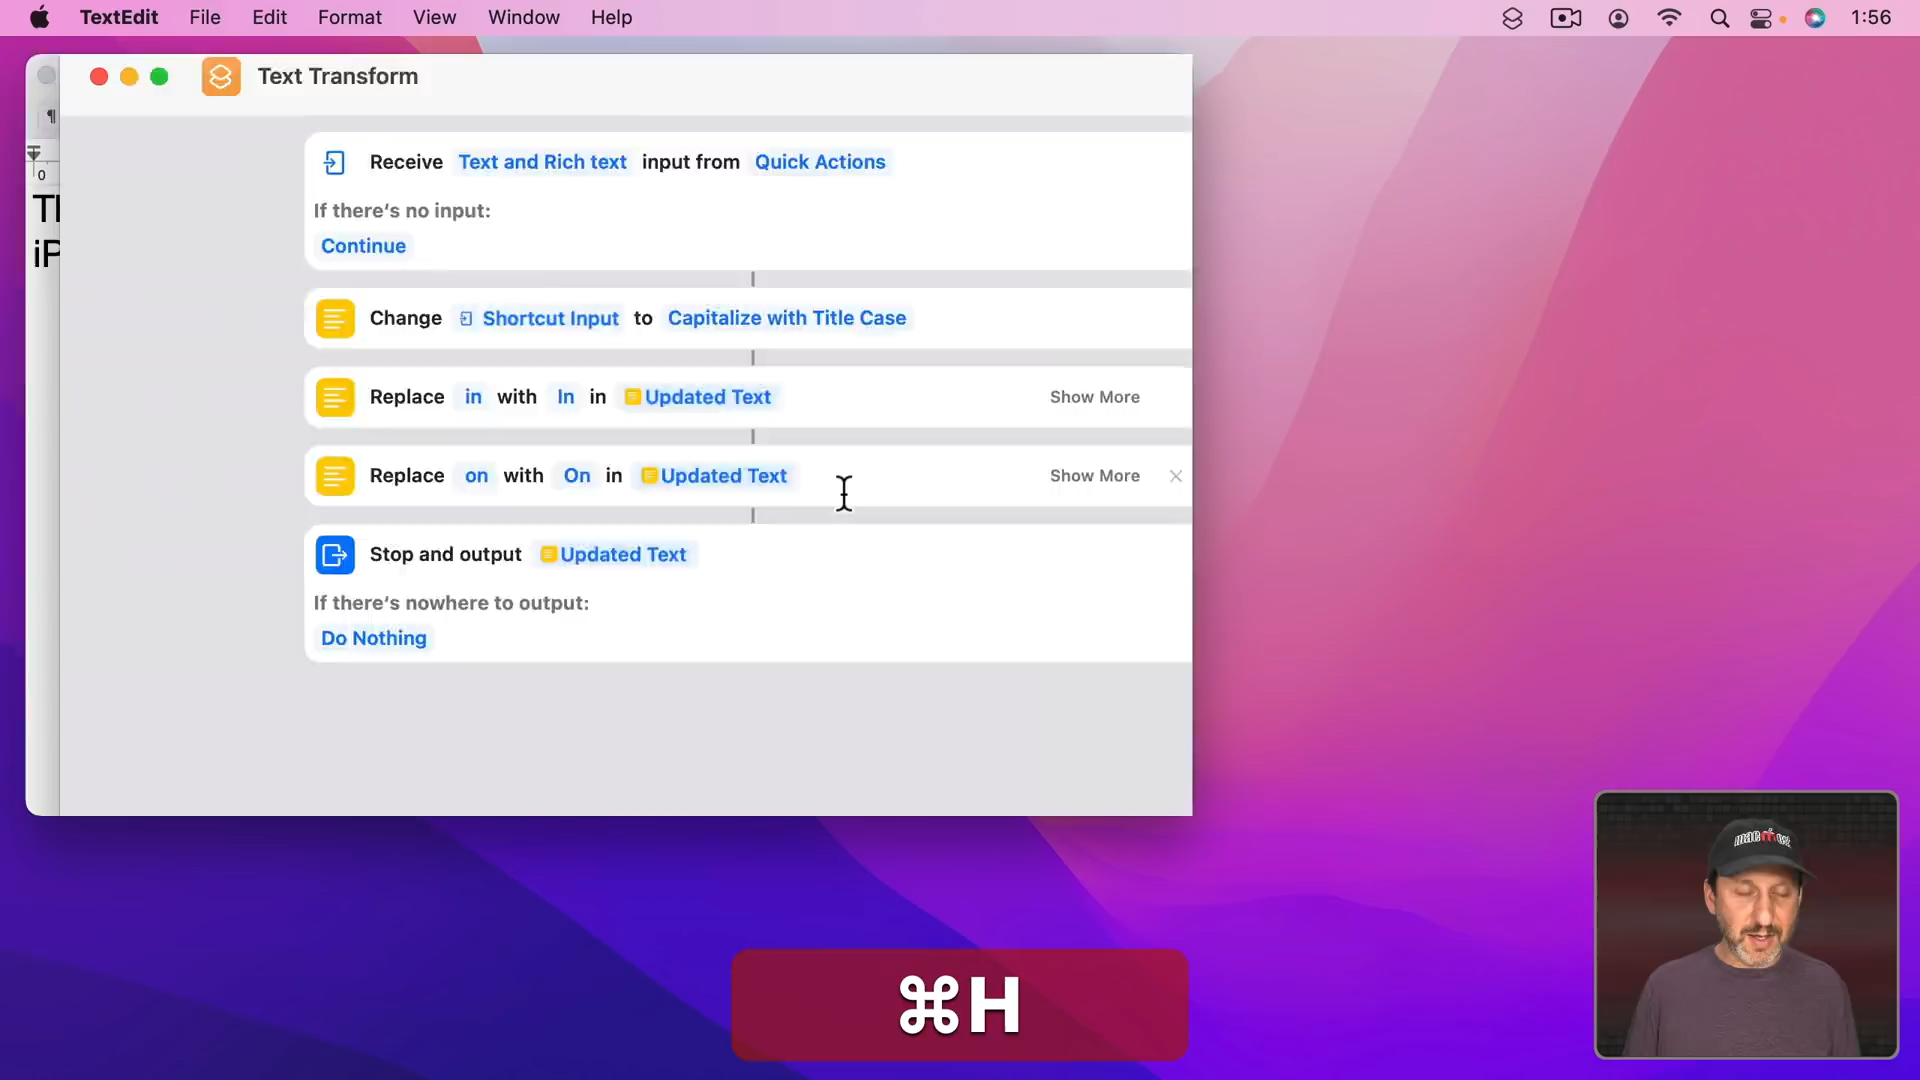 TextEdit File Edit Format View Window Help 1:56
Text Transform
¶
0
iP
Receive Text and Rich text input from Quick Actions
If there's no input:
Continue
Change Shortcut Input to Capitalize with Title Case
Replace in with In in Updated Text Show More
Replace on with On in Updated Text Show More
Stop and output Updated Text
If there's nowhere to output:
Do Nothing
⌘H